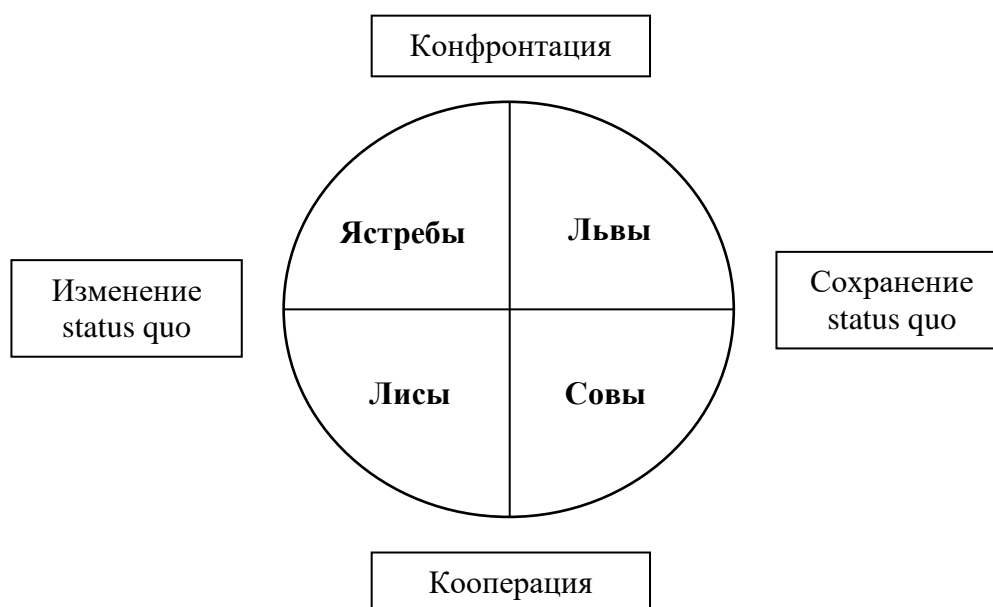 Конфронтация
Ястребы
Львы
Изменение
status quo
Сохранение
status quo
Лисы
Совы
Кооперация